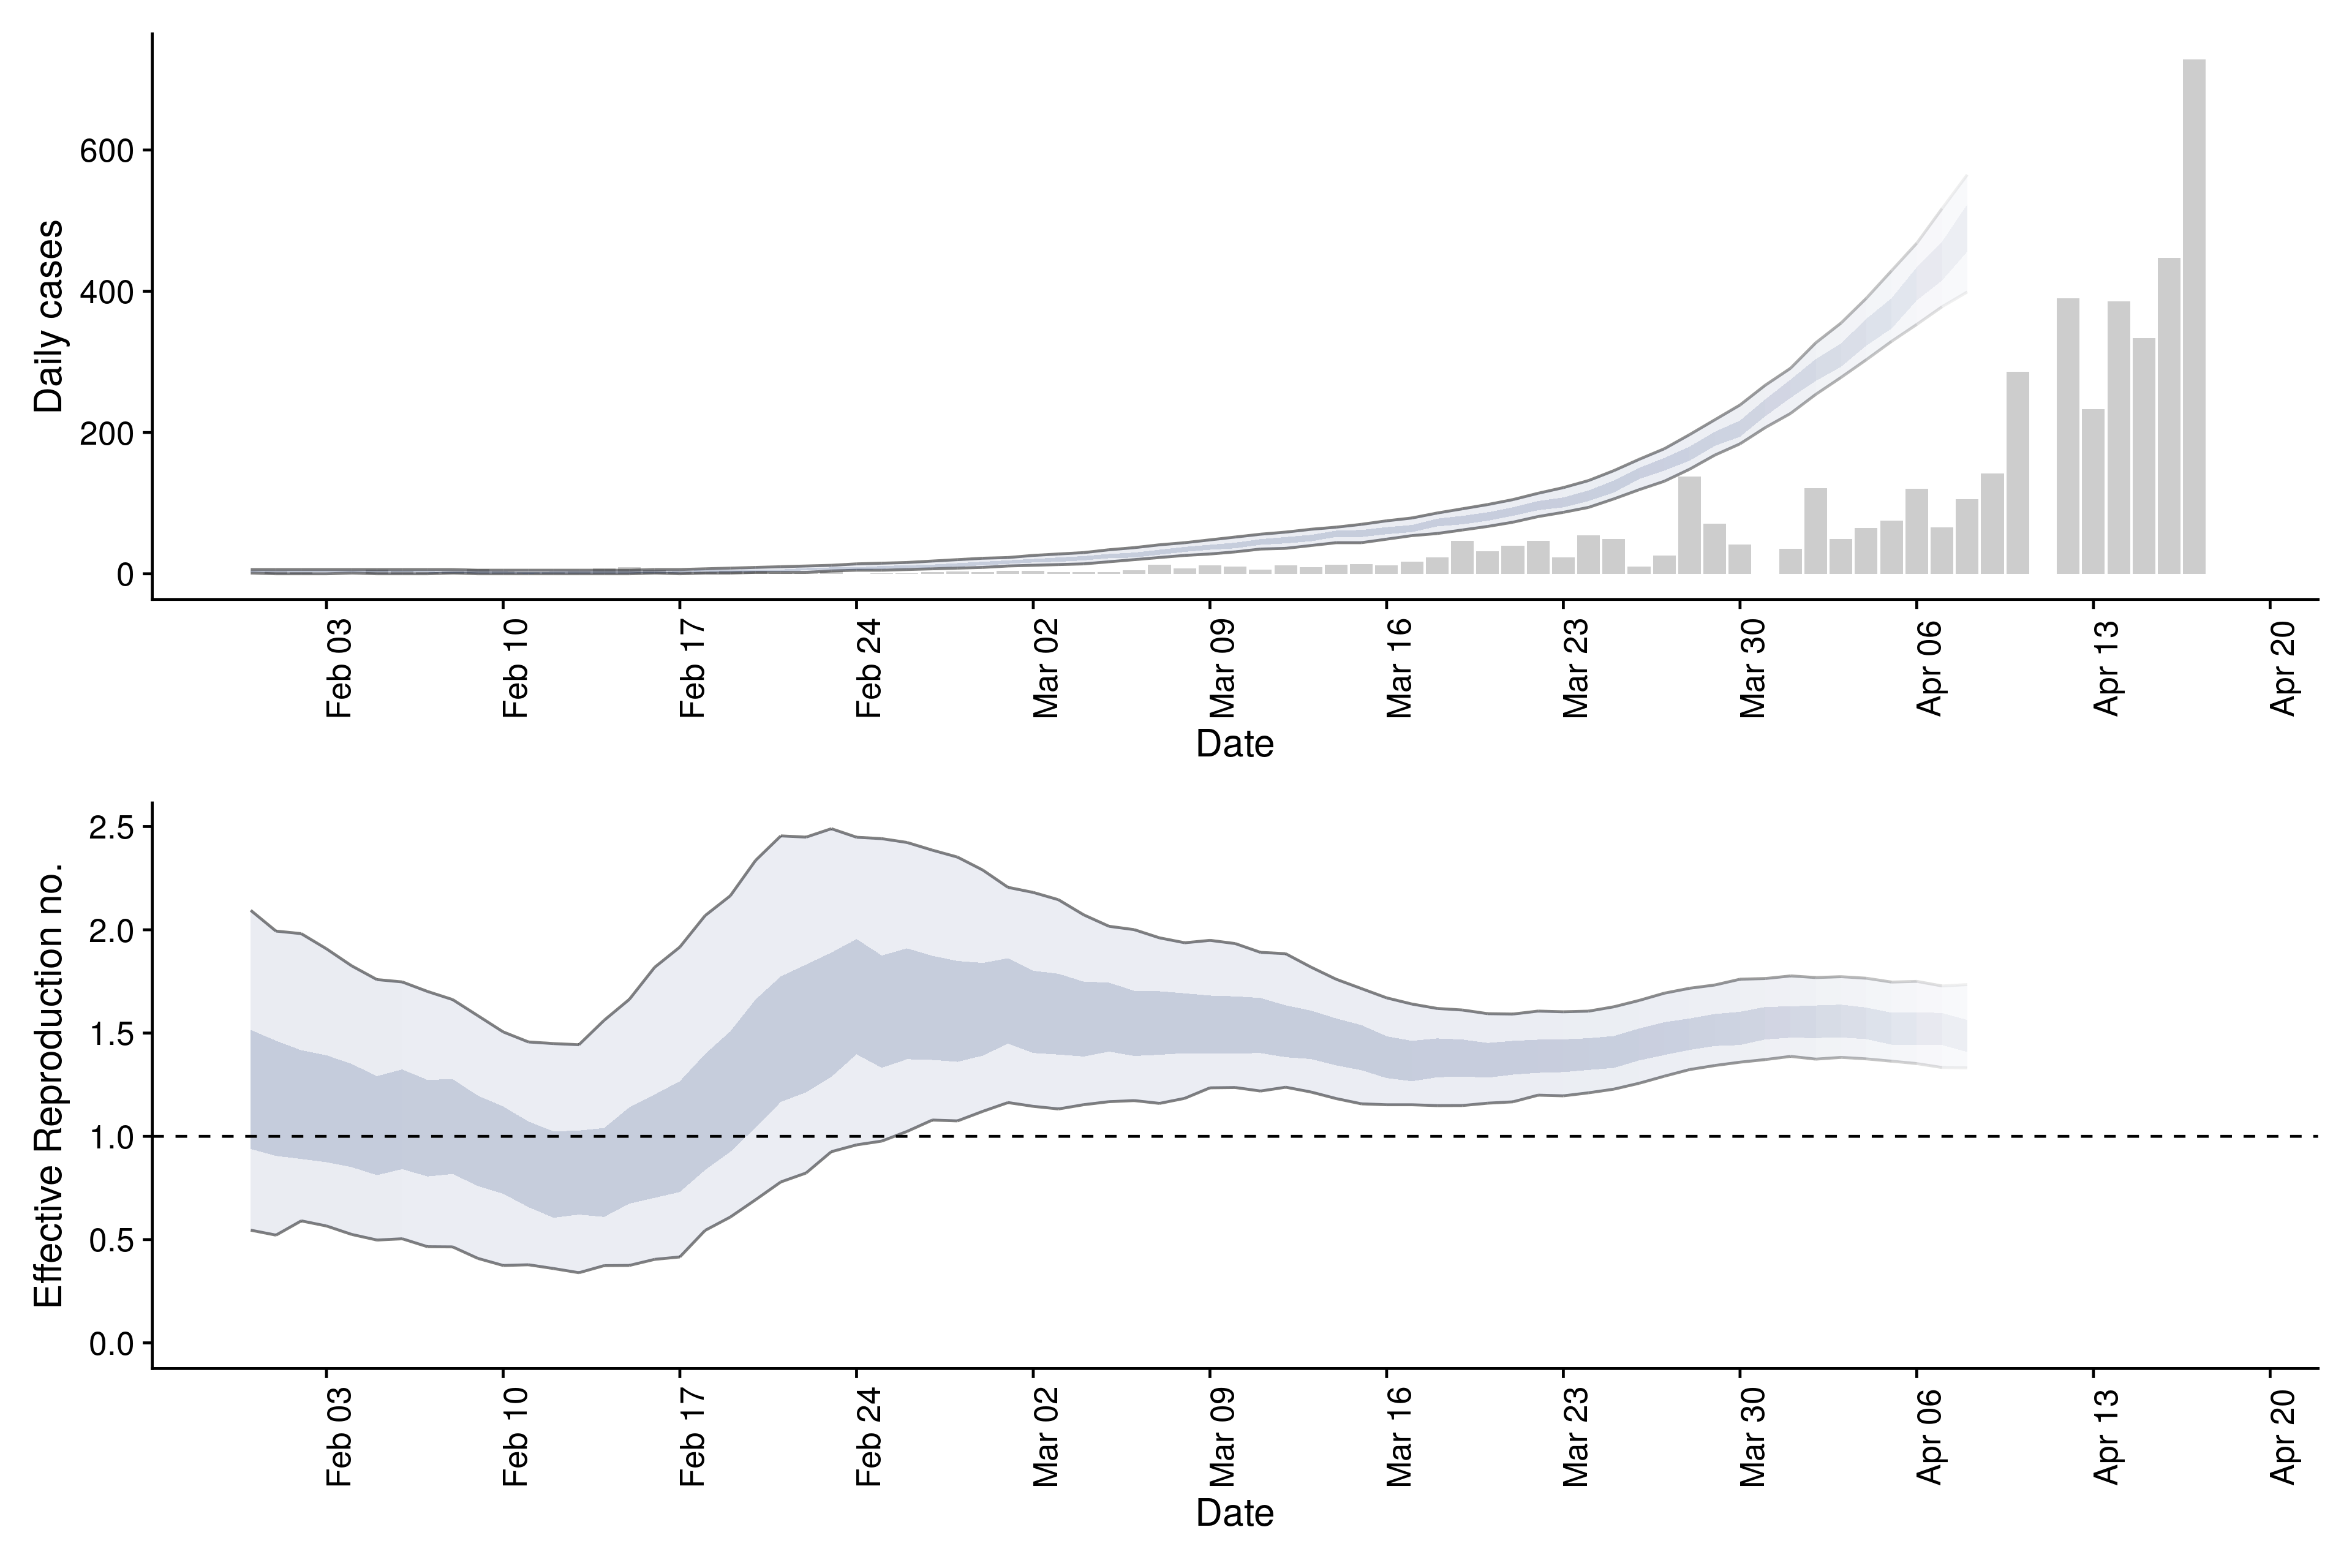 Daily cases
600
400
200
0
Feb 03
Feb 10
Feb 17
Feb 24
Mar 02
Mar 09
Mar 16
Mar 23
Mar 30
Apr 06
Apr 13
Apr 20
Date
Effective Reproduction no.
2.5
2.0
1.5
1.0
0.5
0.0
Feb 03
Feb 10
Feb 17
Feb 24
Mar 02
Mar 09
Mar 16
Mar 23
Mar 30
Apr 06
Apr 13
Apr 20
Date